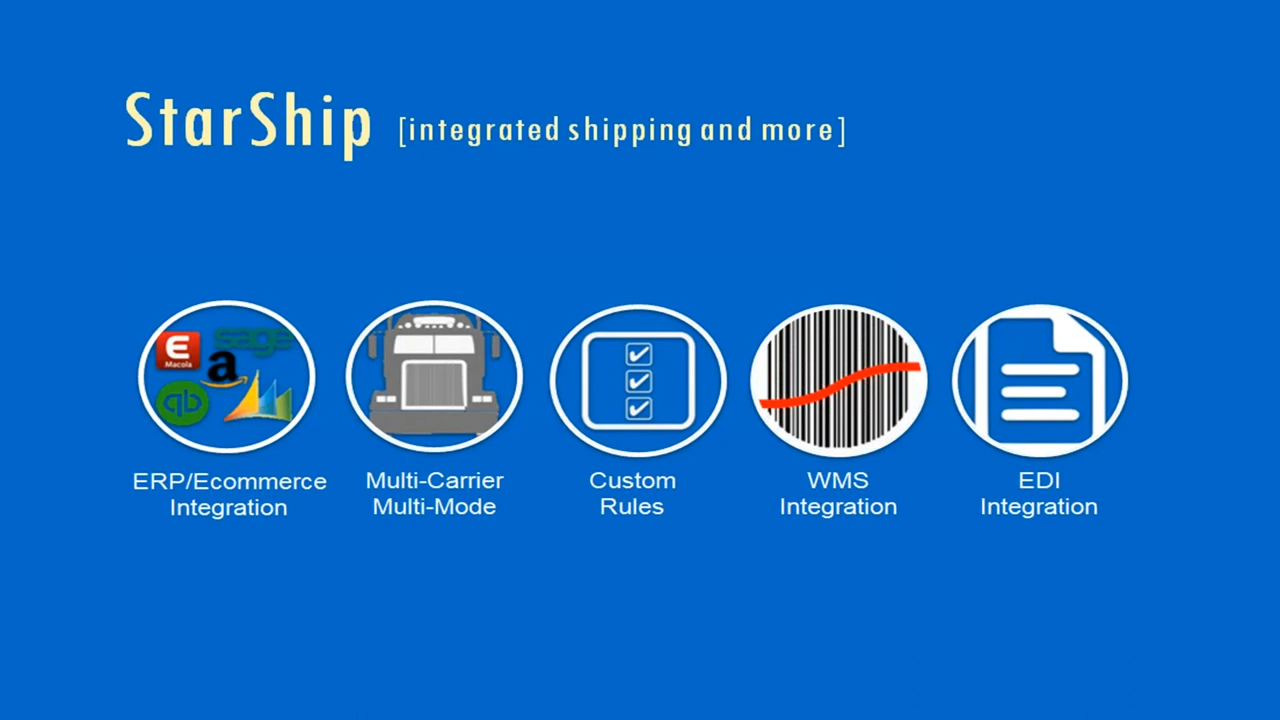 StarShip [integrated shipping and more]
E
Macola
sage
a
qb
ERP/Ecommerce
Integration
Multi-Carrier
Multi-Mode
Custom
Rules
WMS
Integration
EDI
Integration